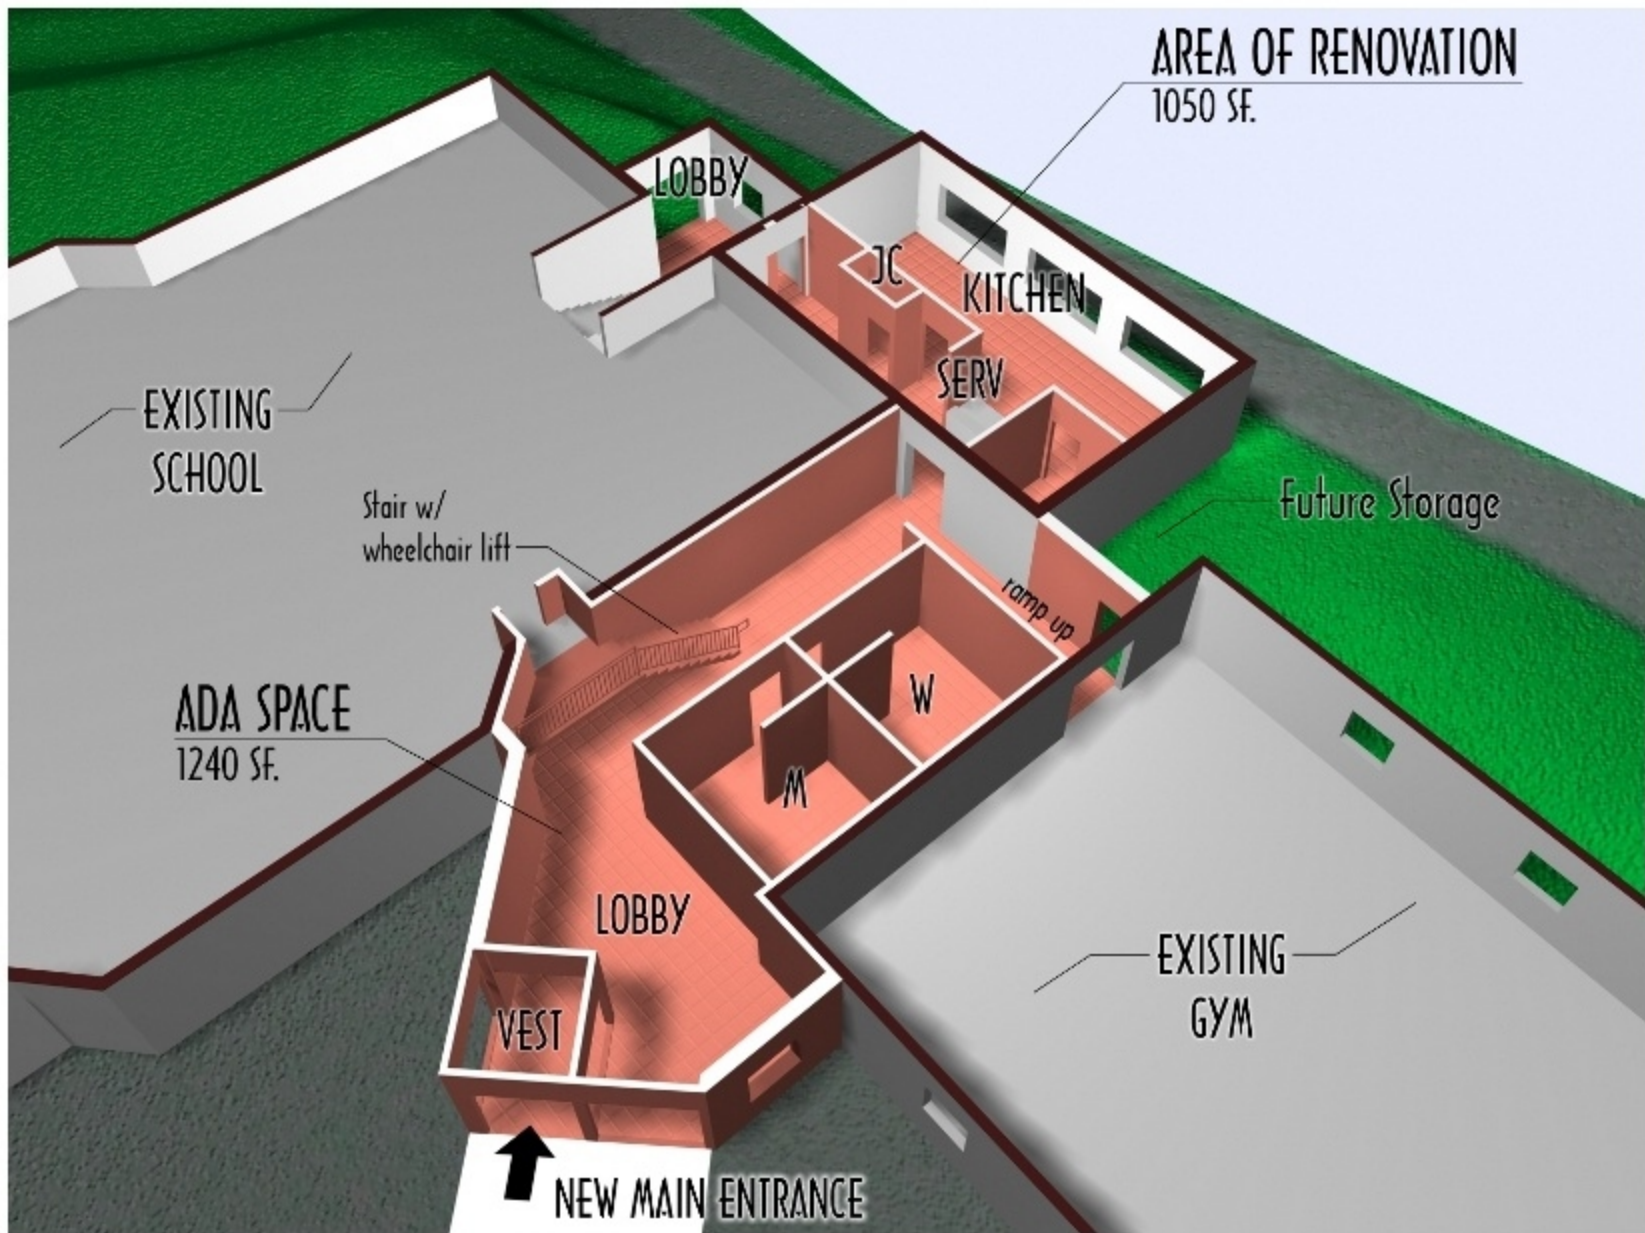 AREA OF RENOVATION
1050 SF.
LOBBY
JC
KITCHEN
SERV
EXISTING
SCHOOL
Stair w/
wheelchair lift
Future Storage
ramp up
W
ADA SPACE
1240 SF.
M
LOBBY
EXISTING
GYM
VEST
NEW MAIN ENTRANCE